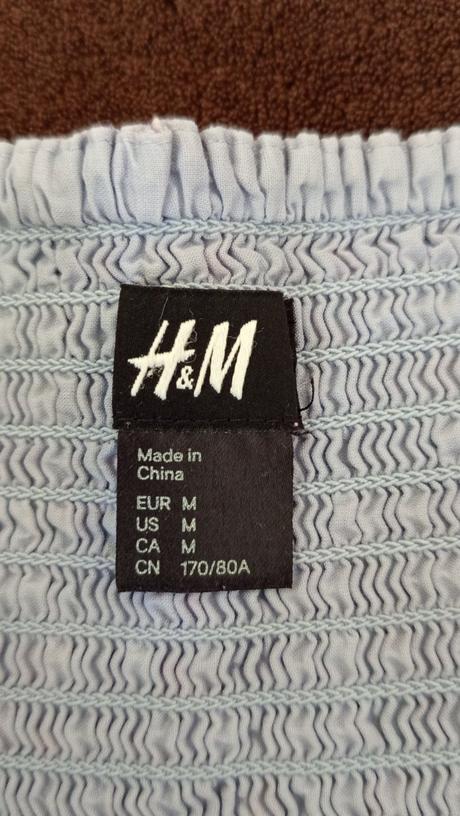 H&M
Made in
China
EUR M
US M
CA M
CN 170/80A